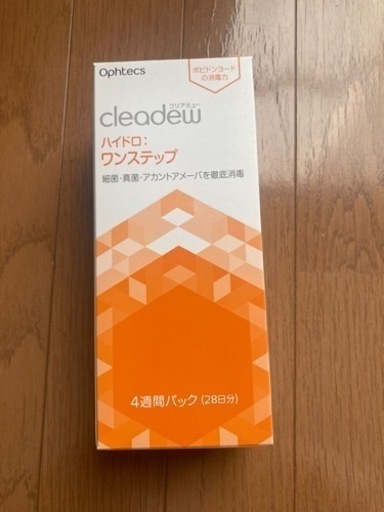 Ophtecs
ポビドンヨード
の消毒力
クリアデュー
cleadew
ハイドロ:
ワンステップ
細菌・真菌・アカントアメーバを徹底消毒
4週間パック(28日分)